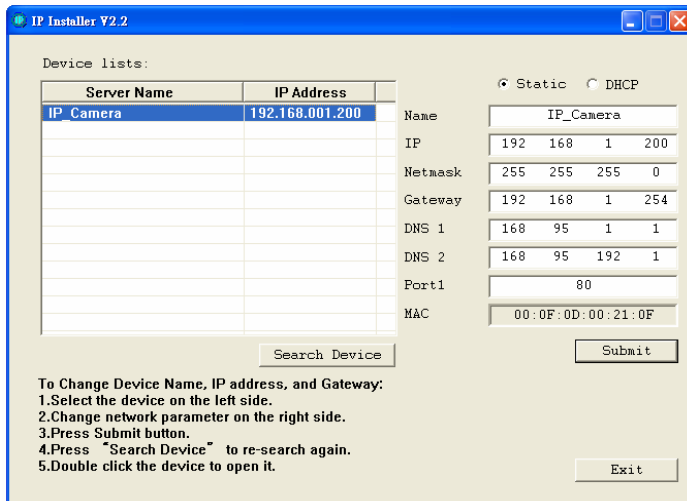 IP Installer V2.2
Device lists:
Server Name IP Address
IP_Camera 192.168.001.200
Search Device
To Change Device Name, IP address, and Gateway:
1.Select the device on the left side.
2.Change network parameter on the right side.
3.Press Submit button.
4.Press “Search Device” to re-search again.
5.Double click the device to open it.
Static DHCP
Name IP_Camera
IP 192 168 1 200
Netmask 255 255 255 0
Gateway 192 168 1 254
DNS 1 168 95 1 1
DNS 2 168 95 192 1
Port1 80
MAC 00:0F:0D:00:21:0F
Submit
Exit